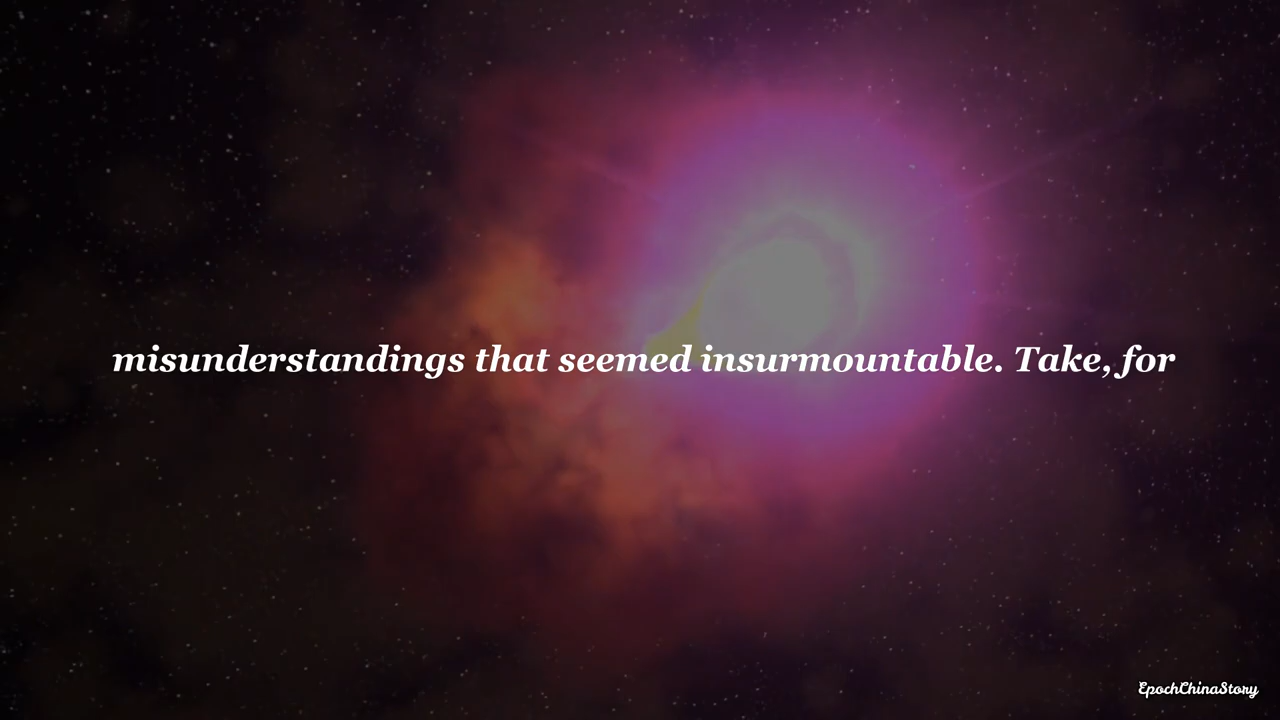 misunderstandings that seemed insurmountable. Take, for
EpochChinaStory